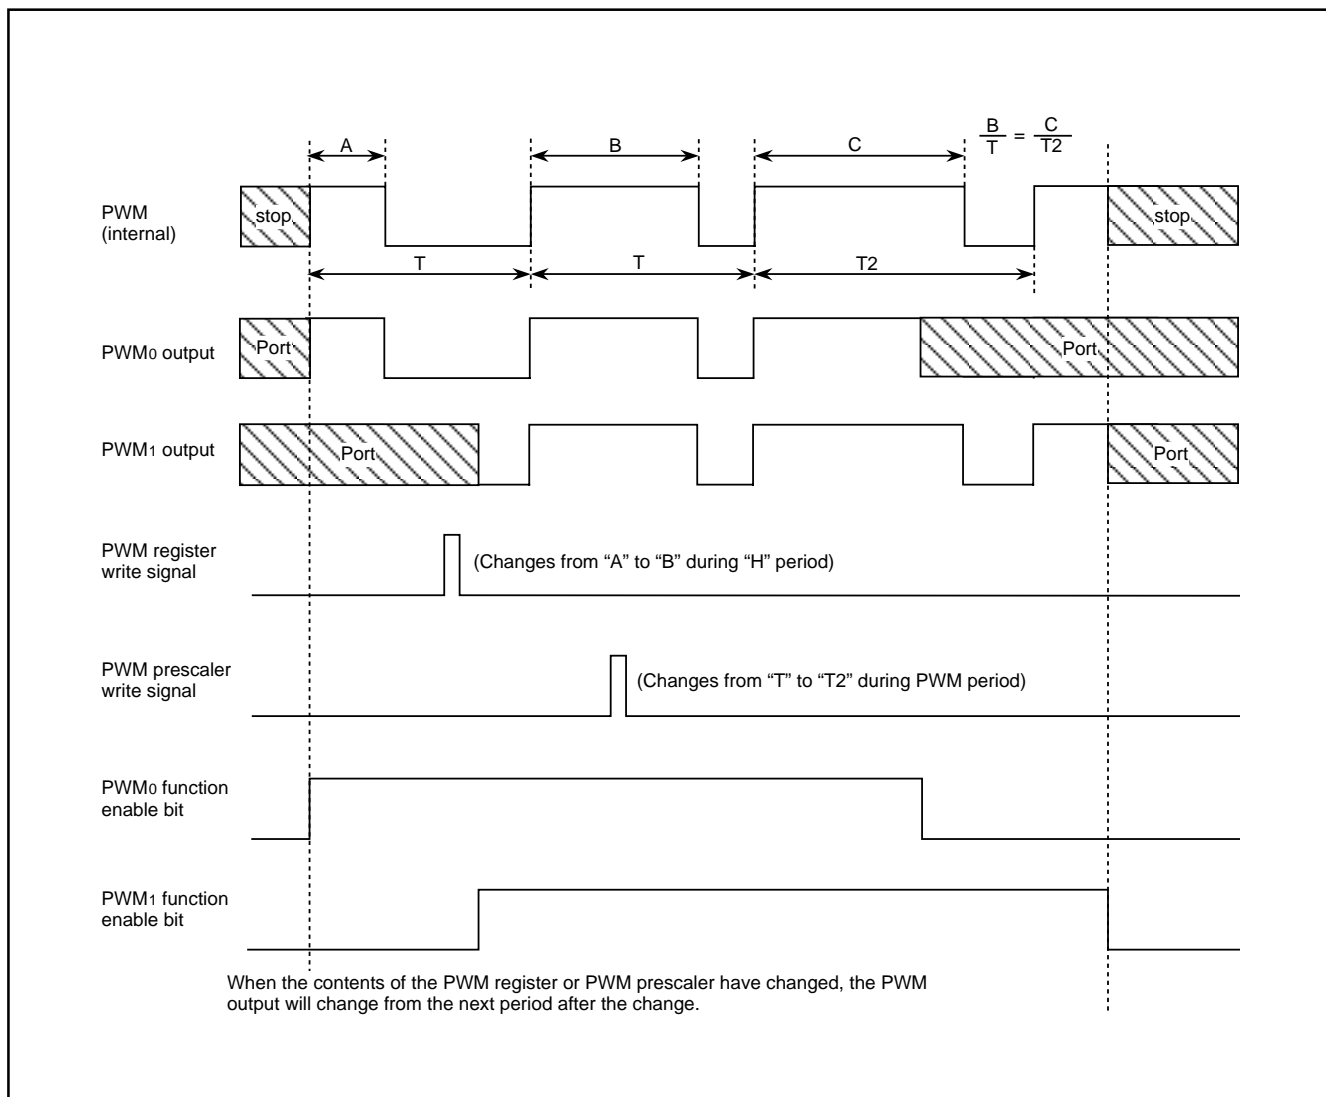 A
B
C
B
T
=
C
T2
PWM
(internal)
stop
stop
T
T
T2
PWM0 output
Port
Port
PWM1 output
Port
Port
PWM register
write signal
(Changes from “A” to “B” during “H” period)
PWM prescaler
write signal
(Changes from “T” to “T2” during PWM period)
PWM0 function
enable bit
PWM1 function
enable bit
When the contents of the PWM register or PWM prescaler have changed, the PWM
output will change from the next period after the change.